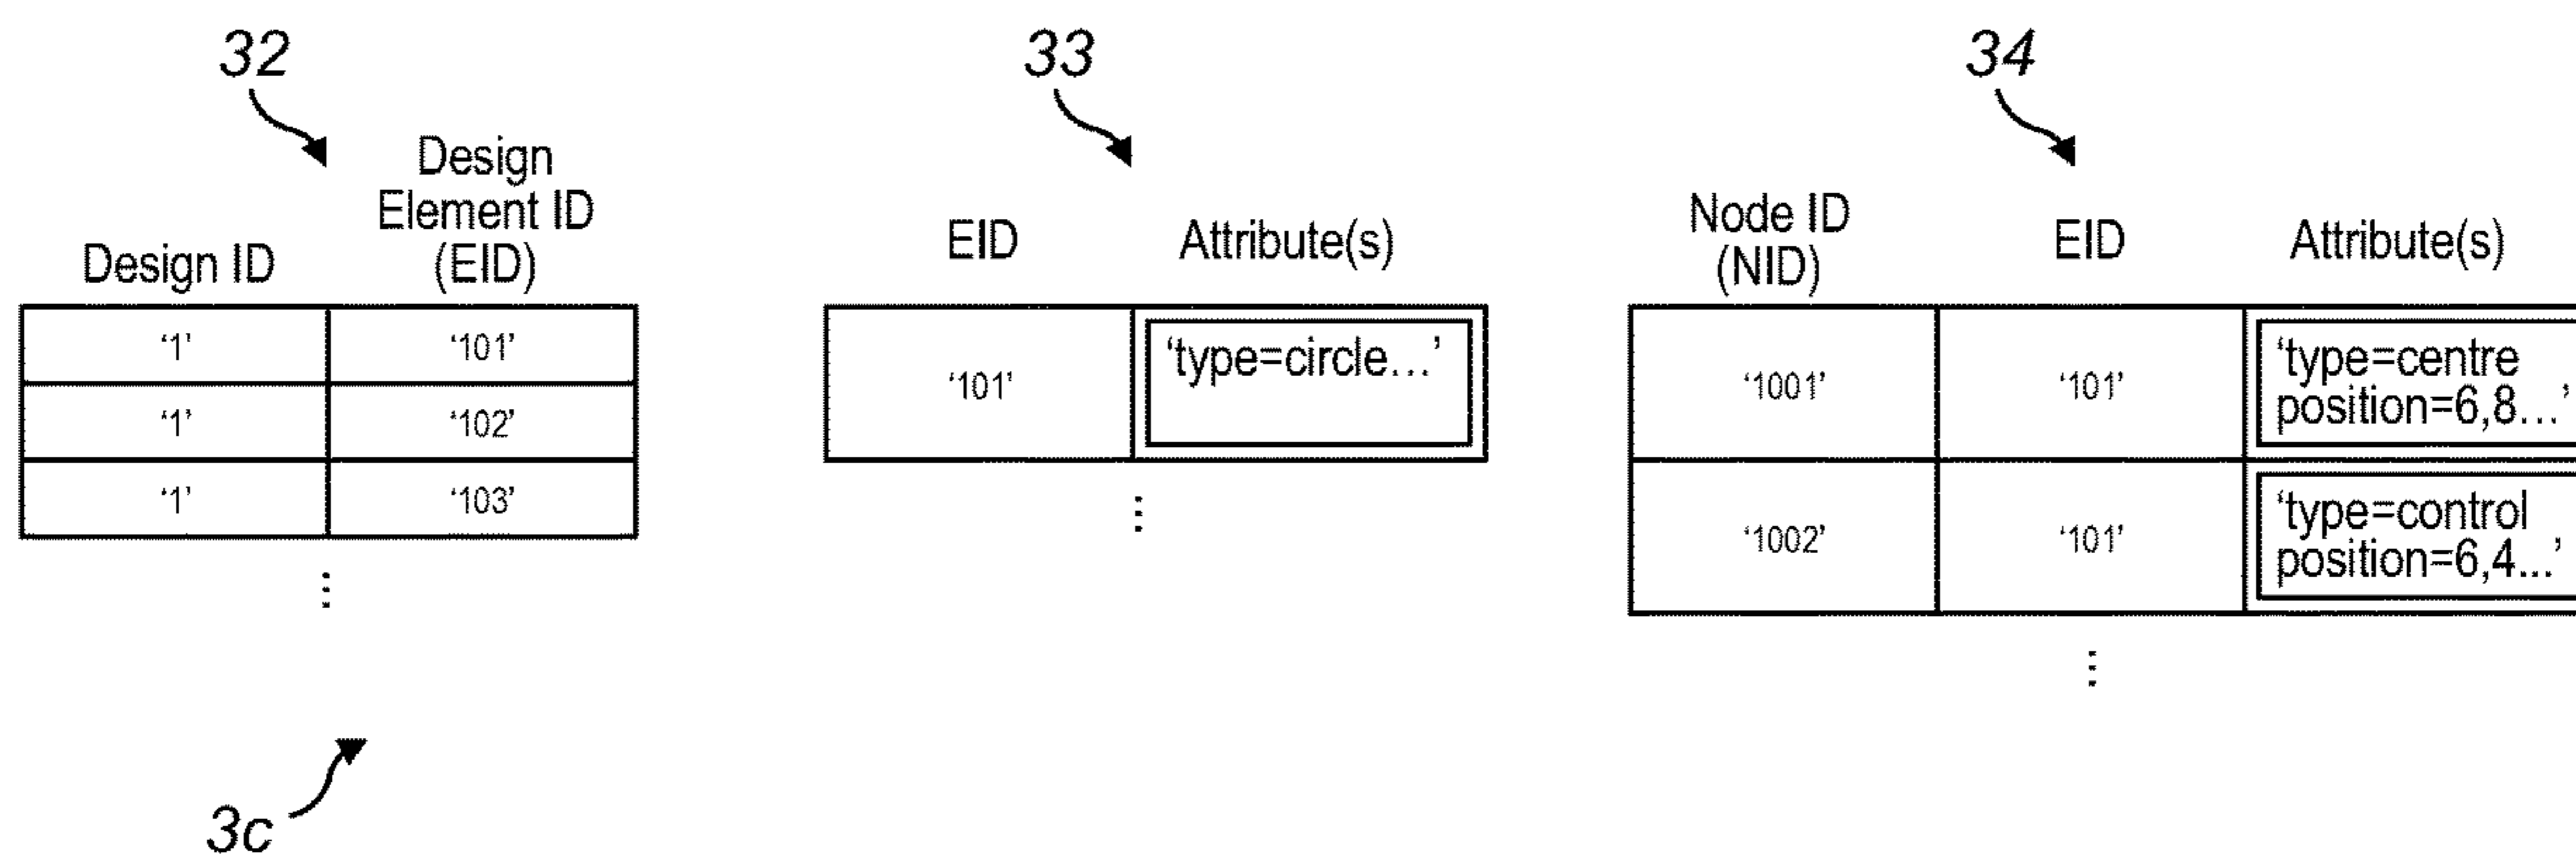 32
Design
Element ID
(EID)
Design ID
‘1’ ‘101’
‘1’ ‘102’
‘1’ ‘103’
⋮
3c
33
EID Attribute(s)
‘101’ ‘type=circle...’
⋮
34
Node ID
(NID)
EID Attribute(s)
‘1001’ ‘101’ ‘type=centre
position=6,8...’
‘1002’ ‘101’ ‘type=control
position=6,4...’
⋮